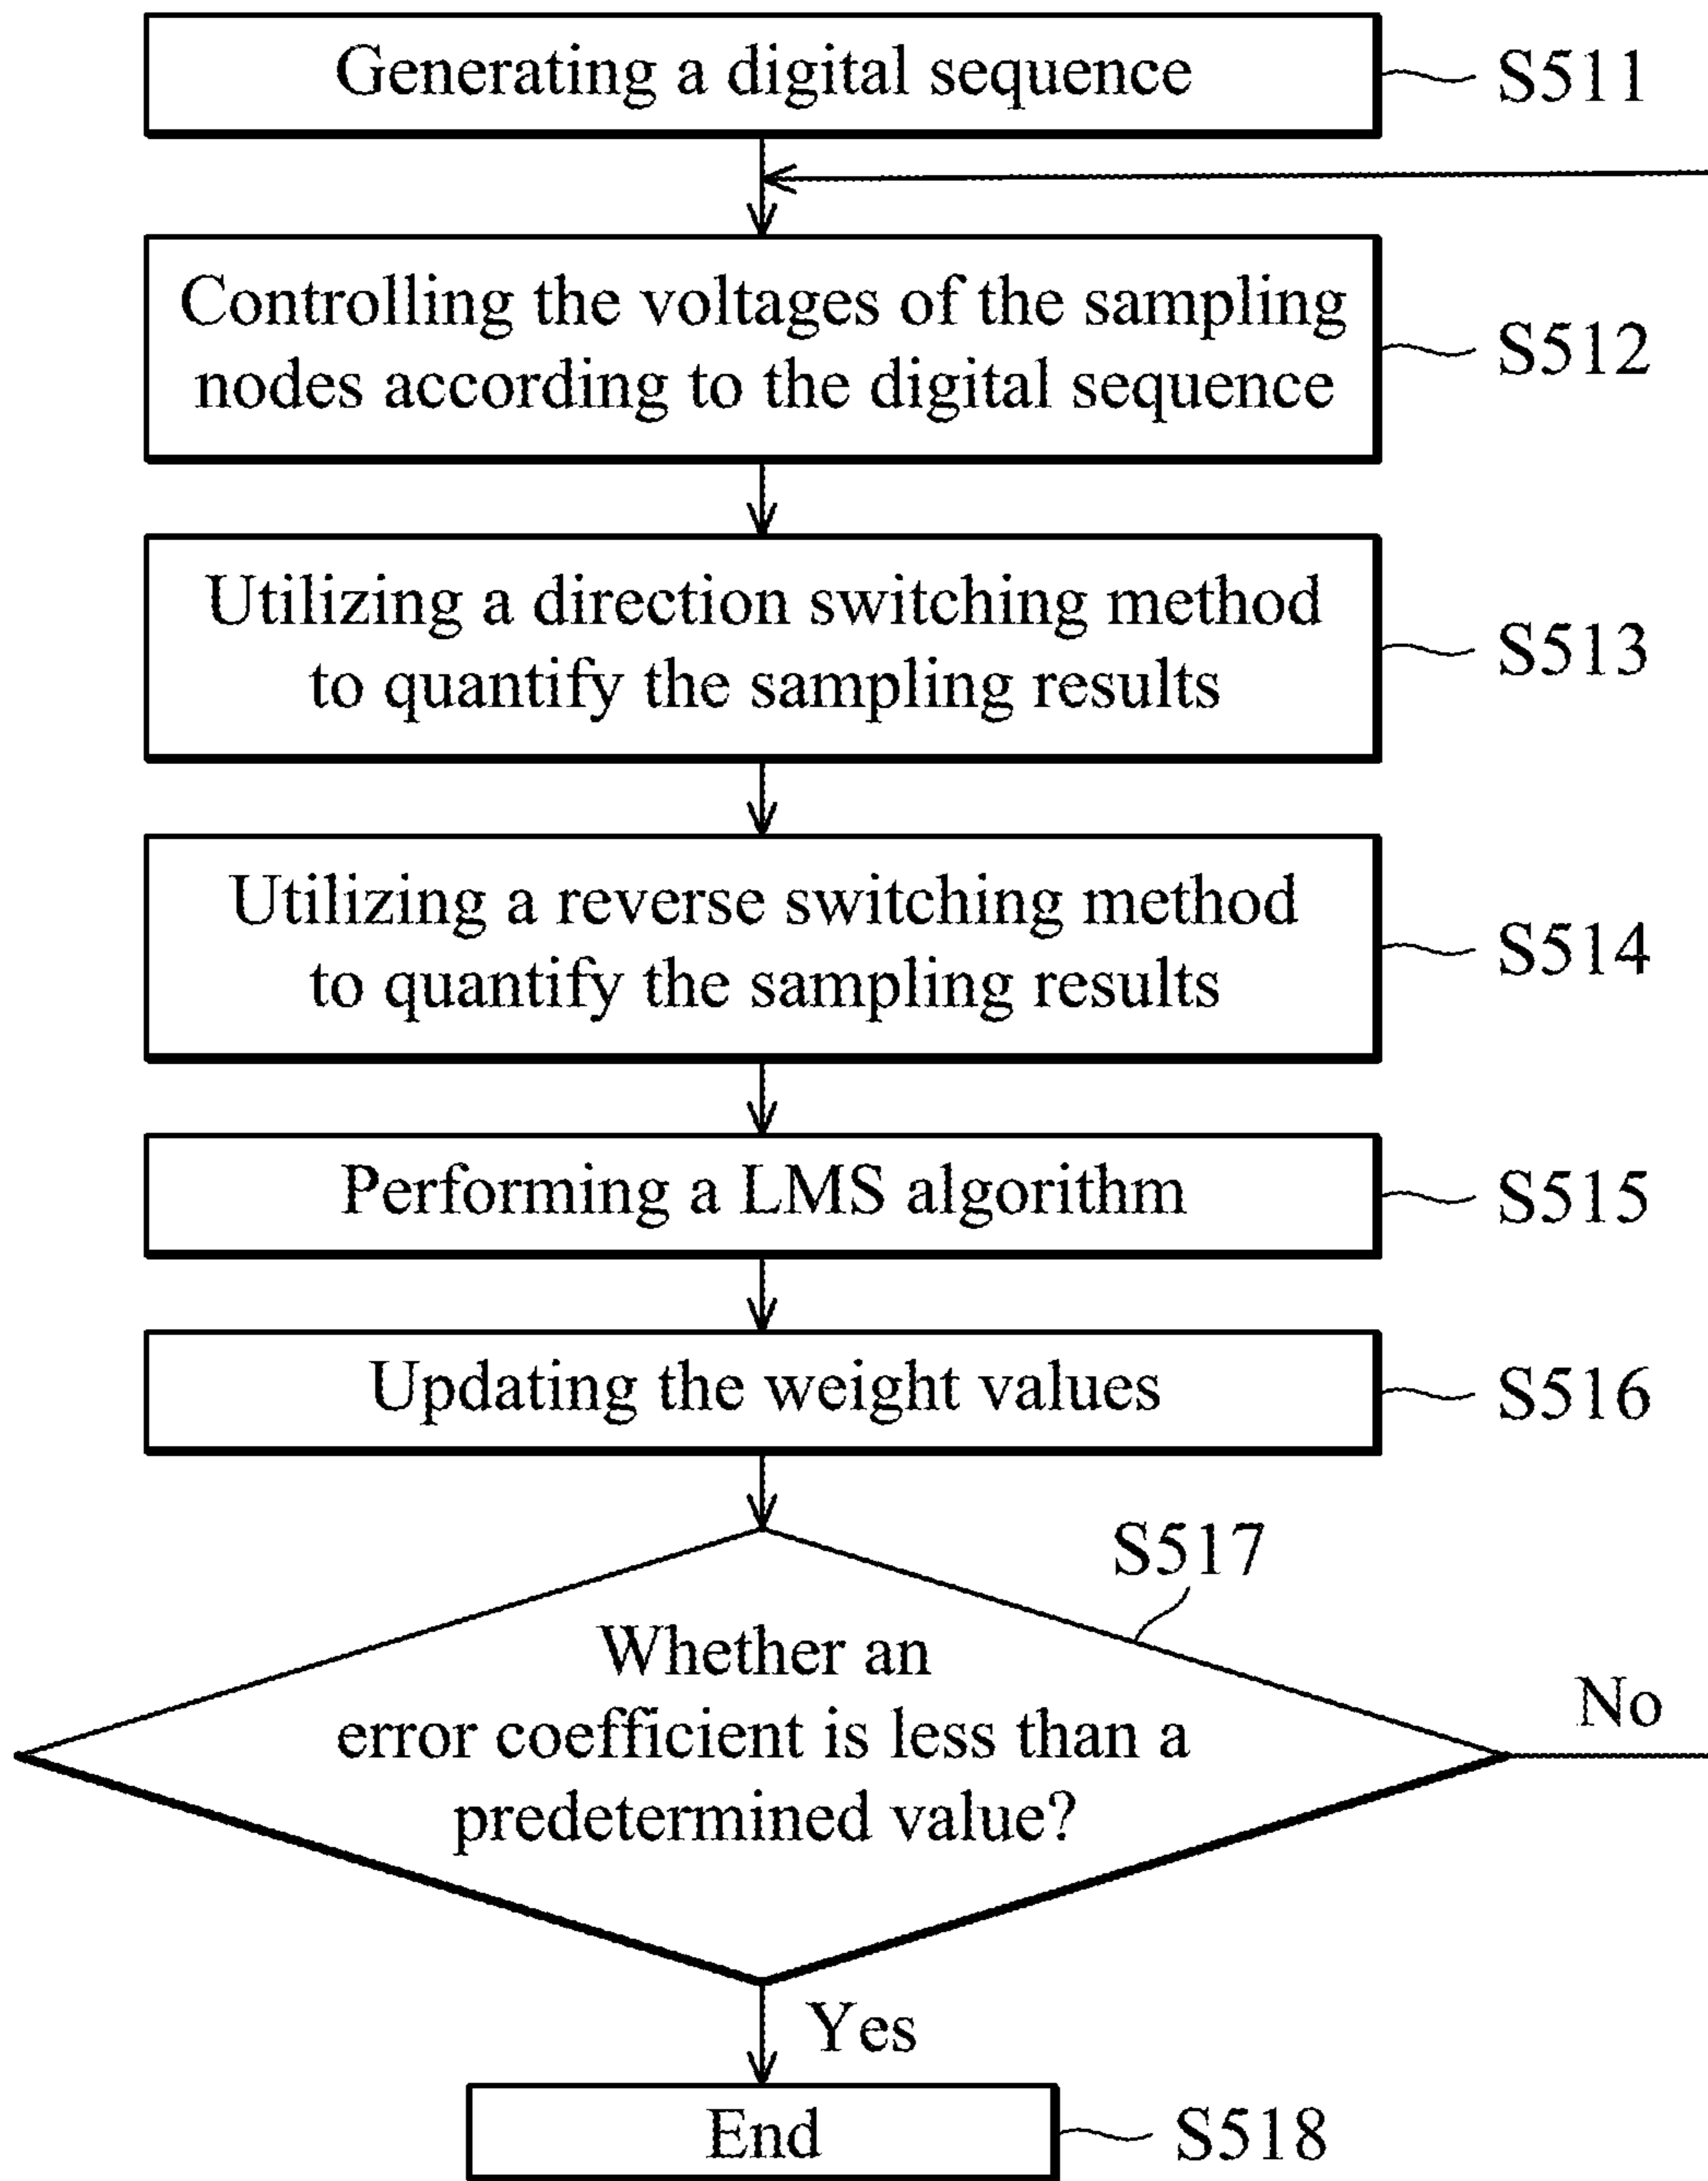 Generating a digital sequence
S511
Controlling the voltages of the sampling
nodes according to the digital sequence
S512
Utilizing a direction switching method
to quantify the sampling results
S513
Utilizing a reverse switching method
to quantify the sampling results
S514
Performing a LMS algorithm
S515
Updating the weight values
S516
S517
Whether an
error coefficient is less than a
predetermined value?
No
Yes
End
S518